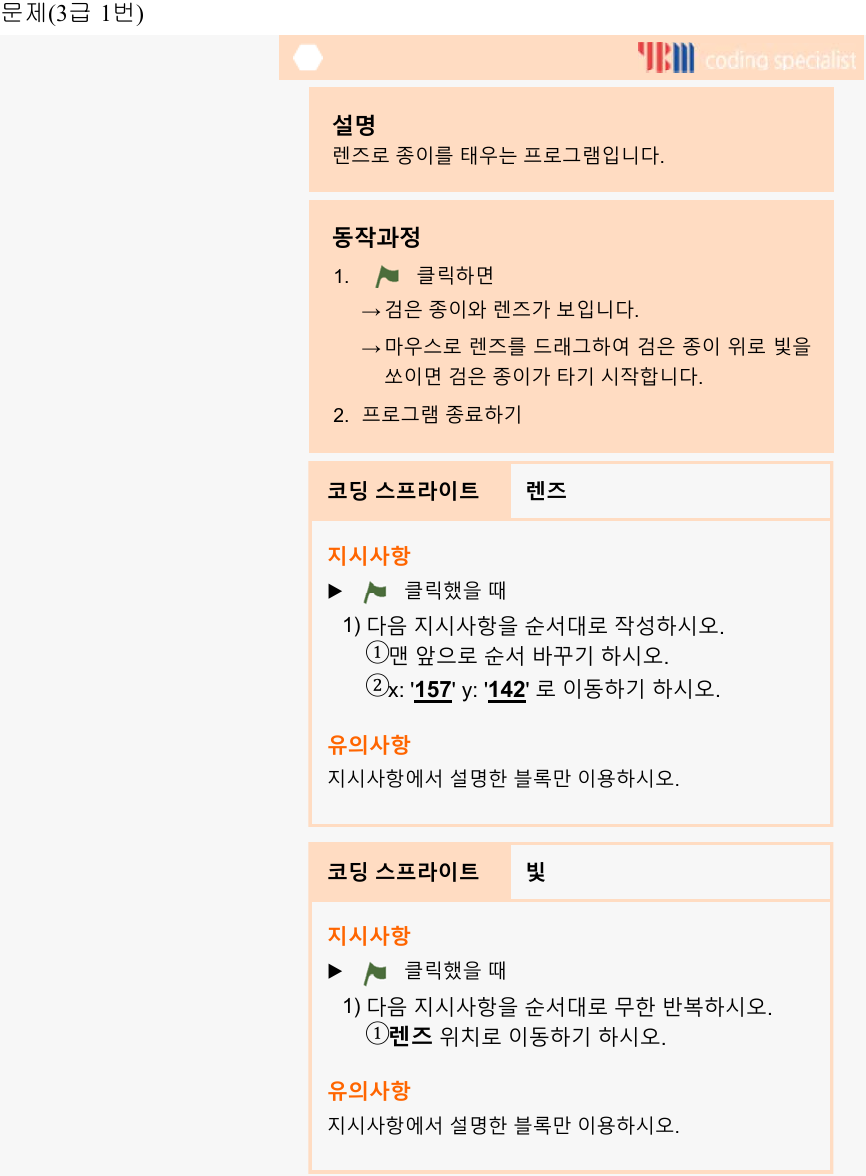 문제(3급 1번)
YBM coding specialist
설명
렌즈로 종이를 태우는 프로그램입니다.
동작과정
1. 클릭하면
→검은 종이와 렌즈가 보입니다.
→마우스로 렌즈를 드래그하여 검은 종이 위로 빛을
쏘이면 검은 종이가 타기 시작합니다.
2. 프로그램 종료하기
코딩 스프라이트 렌즈
지시사항
▶ 클릭했을 때
1) 다음 지시사항을 순서대로 작성하시오.
①맨 앞으로 순서 바꾸기 하시오.
②x: '157' y: '142' 로 이동하기 하시오.
유의사항
지시사항에서 설명한 블록만 이용하시오.
코딩 스프라이트 빛
지시사항
▶ 클릭했을 때
1) 다음 지시사항을 순서대로 무한 반복하시오.
①렌즈 위치로 이동하기 하시오.
유의사항
지시사항에서 설명한 블록만 이용하시오.